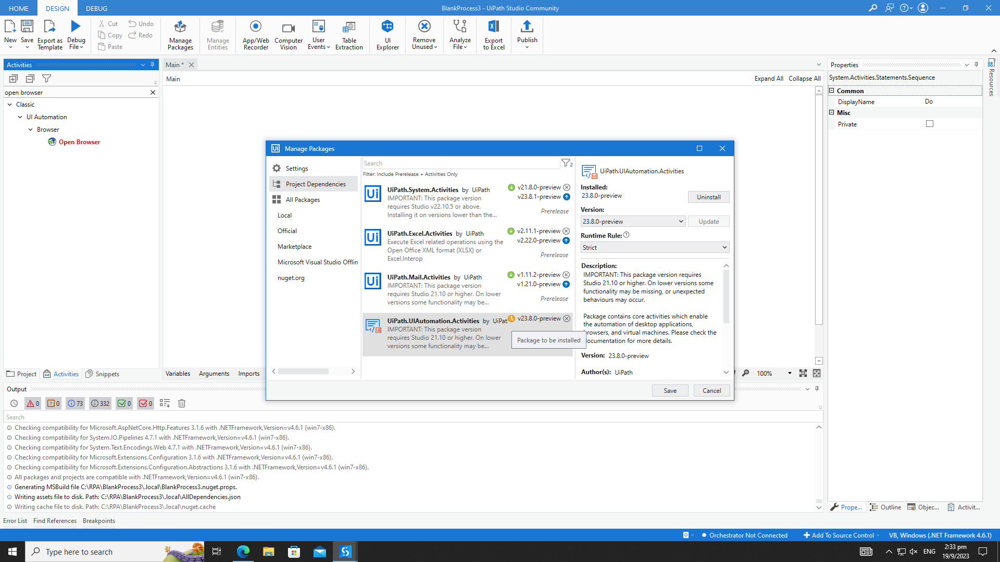 HOME DESIGN DEBUG BlankProcess3 - UiPath Studio Community
New Save Export as Template Debug File Cut Copy Paste Undo Redo Manage Packages Manage Entities App/Web Recorder Computer Vision User Events Table Extraction UI Explorer Remove Unused Analyze File Export to Excel Publish
Activities
open browser
Classic
UI Automation
Browser
Open Browser
Project Activities Snippets
Main *
Main Expand All Collapse All
Manage Packages
Settings
Project Dependencies
All Packages
Local
Official
Marketplace
Microsoft Visual Studio Offlin
nuget.org
Search 2
Filter: Include Prerelease + Activities Only
UiPath.System.Activities by UiPath v21.8.0-preview
IMPORTANT: This package version v23.8.1-preview
requires Studio v22.10.5 or above.
Installing it on versions lower than the... Prerelease
UiPath.Excel.Activities by UiPath v2.11.1-preview
Execute Excel related operations using the v2.22.0-preview
Open Office XML format (XLSX) or
Excel.Interop Prerelease
UiPath.Mail.Activities by UiPath v1.11.2-preview
IMPORTANT: This package version v1.21.0-preview
requires Studio 21.10 or higher. On lower
versions some functionality may be... Prerelease
UiPath.UIAutomation.Activities by UiPat v23.8.0-preview
IMPORTANT: This package version
requires Studio 21.10 or higher. On lower
versions some functionality may be...
Package to be installed
UiPath.UIAutomation.Activities
Installed:
23.8.0-preview Uninstall
Version:
23.8.0-preview Update
Runtime Rule:
Strict
Description:
IMPORTANT: This package version requires
Studio 21.10 or higher. On lower versions some
functionality may be missing, or unexpected
behaviours may occur.
Package contains core activities which enable
the automation of desktop applications,
browsers, and virtual machines. Please check the
documentation for more details.
Version: 23.8.0-preview
Author(s): UiPath
Save Cancel
Variables Arguments Imports 100%
Properties
System.Activities.Statements.Sequence
Common
DisplayName Do
Misc
Private
Resources
Prope... Outline Objec... Activit...
Output
0 0 73 332 0 0
Search
Checking compatibility for Microsoft.AspNetCore.Http.Features 3.1.6 with .NETFramework,Version=v4.6.1 (win7-x86).
Checking compatibility for System.IO.Pipelines 4.7.1 with .NETFramework,Version=v4.6.1 (win7-x86).
Checking compatibility for System.Text.Encodings.Web 4.7.1 with .NETFramework,Version=v4.6.1 (win7-x86).
Checking compatibility for Microsoft.Extensions.Configuration 3.1.6 with .NETFramework,Version=v4.6.1 (win7-x86).
Checking compatibility for Microsoft.Extensions.Configuration.Abstractions 3.1.6 with .NETFramework,Version=v4.6.1 (win7-x86).
All packages and projects are compatible with .NETFramework,Version=v4.6.1 (win7-x86).
Generating MSBuild file C:\RPA\BlankProcess3\.local\BlankProcess3.nuget.props.
Writing assets file to disk. Path: C:\RPA\BlankProcess3\.local\AllDependencies.json
Writing cache file to disk. Path: C:\RPA\BlankProcess3\.local\nuget.cache
Error List Find References Breakpoints
Orchestrator Not Connected Add To Source Control VB, Windows (.NET Framework 4.6.1)
Type here to search ENG 2:33 pm
19/9/2023